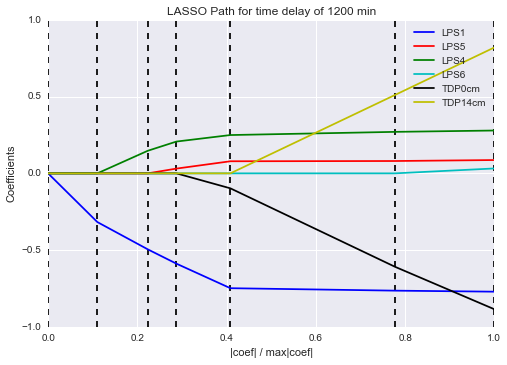 LASSO Path for time delay of 1200 min
1.0
0.5
0.0
−0.5
−1.0
Coefficients
LPS1
LPS5
LPS4
LPS6
TDP0cm
TDP14cm
0.0 0.2 0.4 0.6 0.8 1.0
|coef| / max|coef|